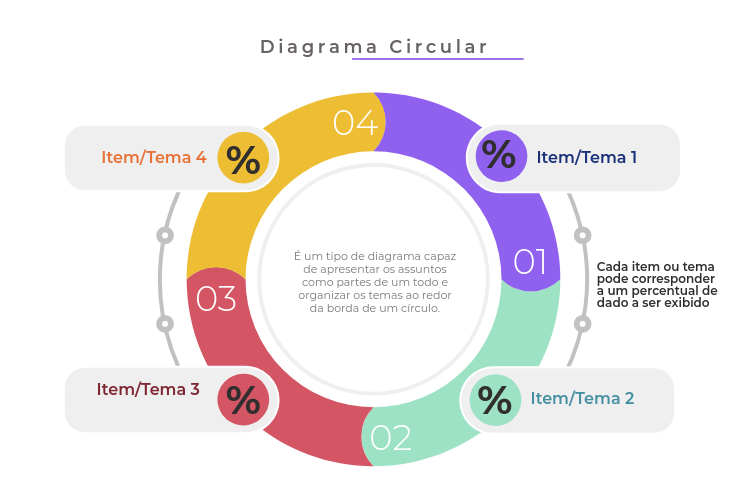 Diagrama Circular
04
Item/Tema 4
%
%
Item/Tema 1
É um tipo de diagrama capaz
de apresentar os assuntos
como partes de um todo e
organizar os temas ao redor
da borda de um círculo.
01
03
Cada item ou tema
pode corresponder
a um percentual de
dado a ser exibido
Item/Tema 3
%
%
Item/Tema 2
02